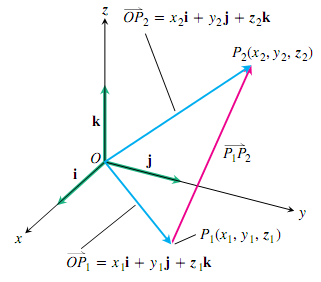 z
OP₂ = x₂i + y₂j + z₂k
P₂(x₂, y₂, z₂)
k
O
j
P₁P₂
i
y
x
P₁(x₁, y₁, z₁)
OP₁ = x₁i + y₁j + z₁k